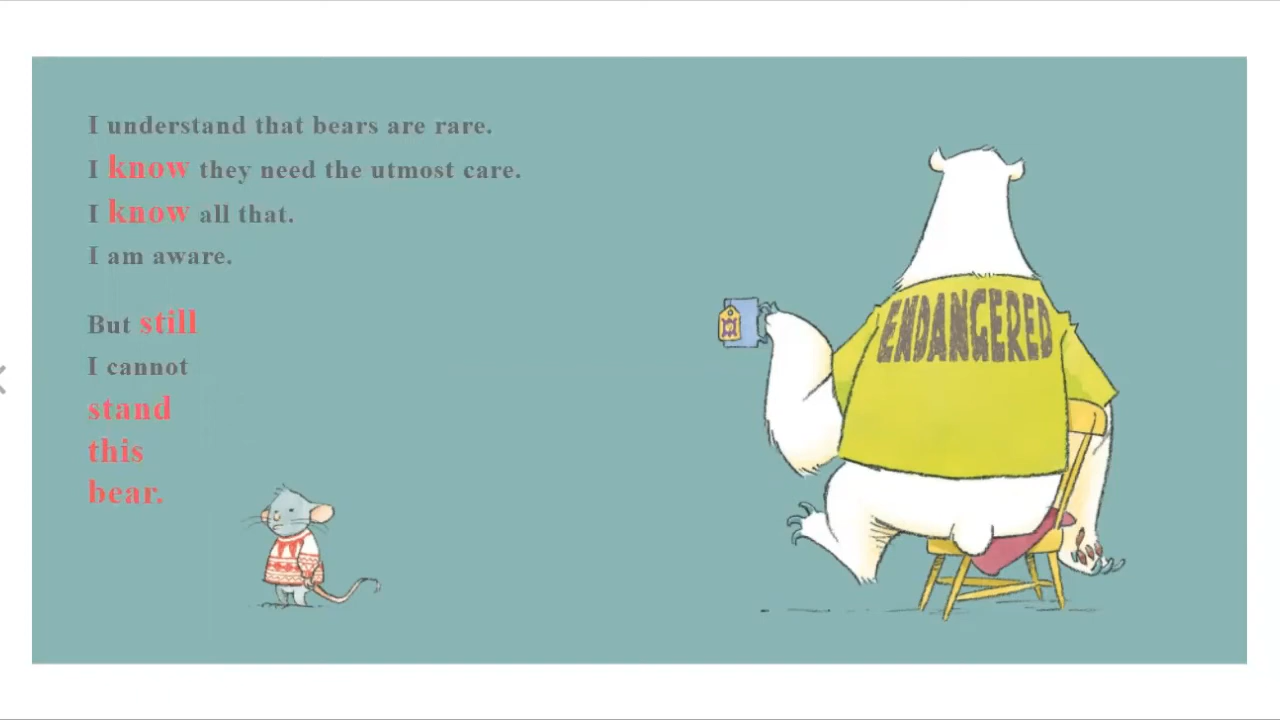 I understand that bears are rare.
I know they need the utmost care.
I know all that.
I am aware.
But still
I cannot
stand
this
bear.
ENDANGERED